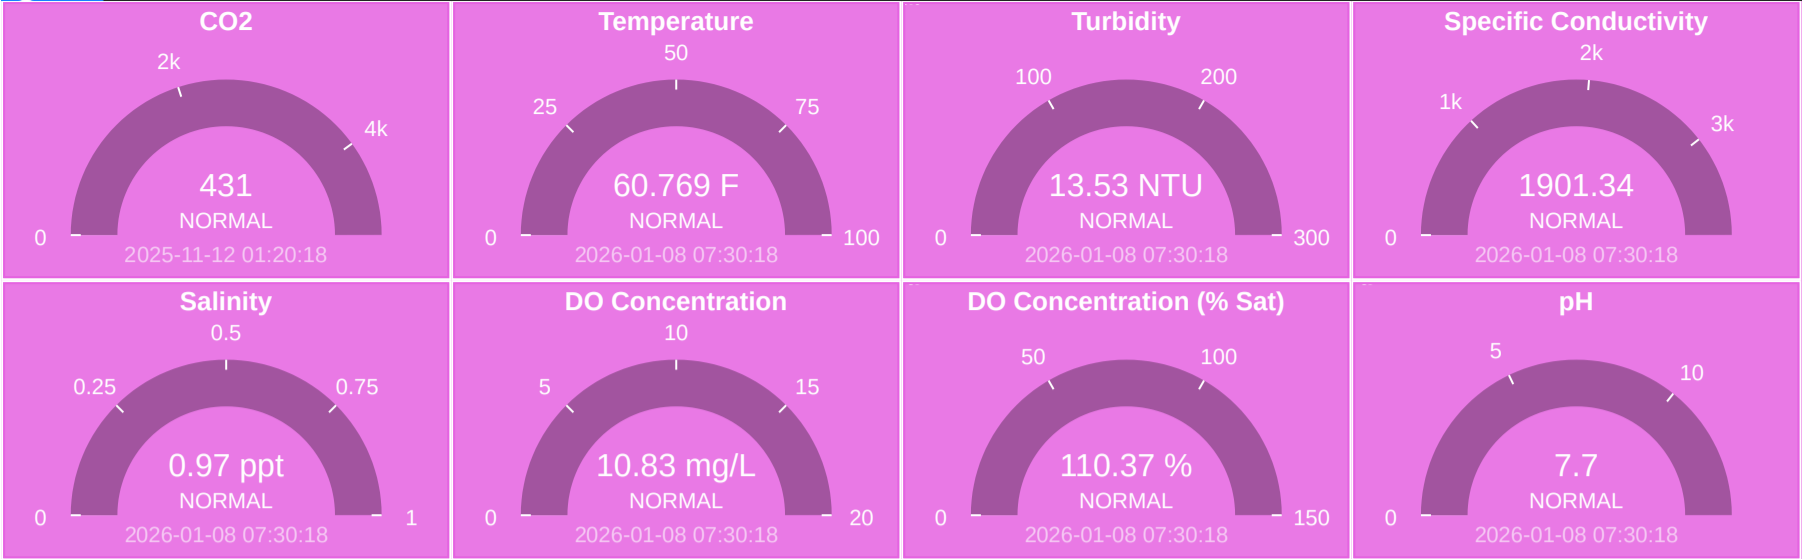 CO2
2k
4k
0
431
NORMAL
2025-11-12 01:20:18
Temperature
50
25
75
0
100
60.769 F
NORMAL
2026-01-08 07:30:18
Turbidity
100
200
0
300
13.53 NTU
NORMAL
2026-01-08 07:30:18
Specific Conductivity
2k
1k
3k
0
1901.34
NORMAL
2026-01-08 07:30:18
Salinity
0.5
0.25
0.75
0
1
0.97 ppt
NORMAL
2026-01-08 07:30:18
DO Concentration
10
5
15
0
20
10.83 mg/L
NORMAL
2026-01-08 07:30:18
DO Concentration (% Sat)
50
100
0
150
110.37 %
NORMAL
2026-01-08 07:30:18
pH
5
10
0
7.7
NORMAL
2026-01-08 07:30:18